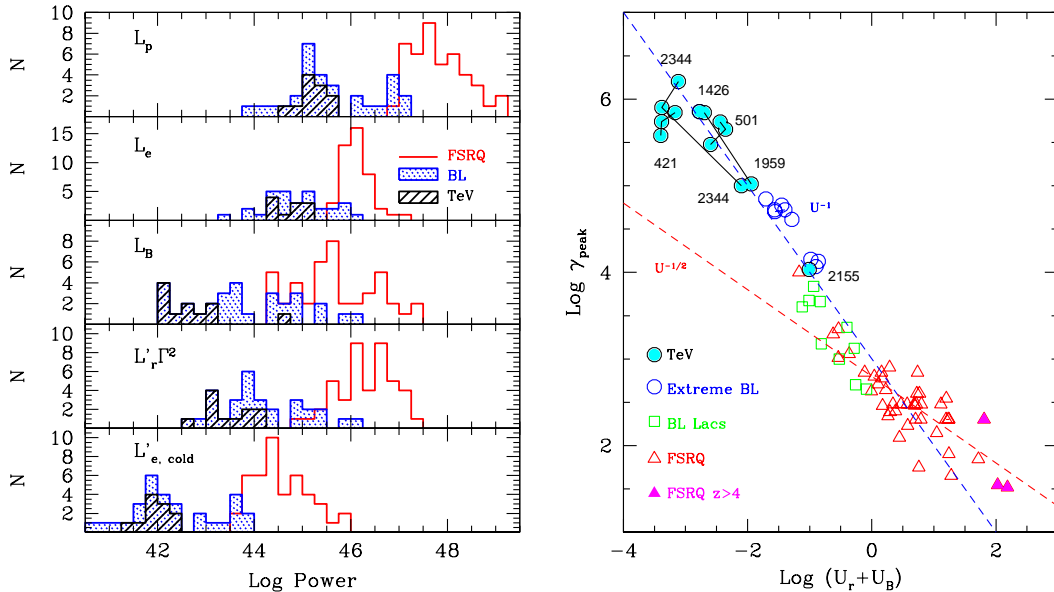 10
8
6
4
2
N
L_p
15
10
5
N
L_e
FSRQ
BL
TeV
8
6
4
2
N
L_B
10
8
6
4
2
N
L'_rΓ²
10
8
6
4
2
N
L'_e, cold
42 44 46 48
Log Power
6
4
2
Log γ_peak
2344
1426
501
421
1959
2344
U⁻¹
2155
U⁻¹/²
TeV
Extreme BL
BL Lacs
FSRQ
FSRQ z>4
−4 −2 0 2
Log (U_r+U_B)